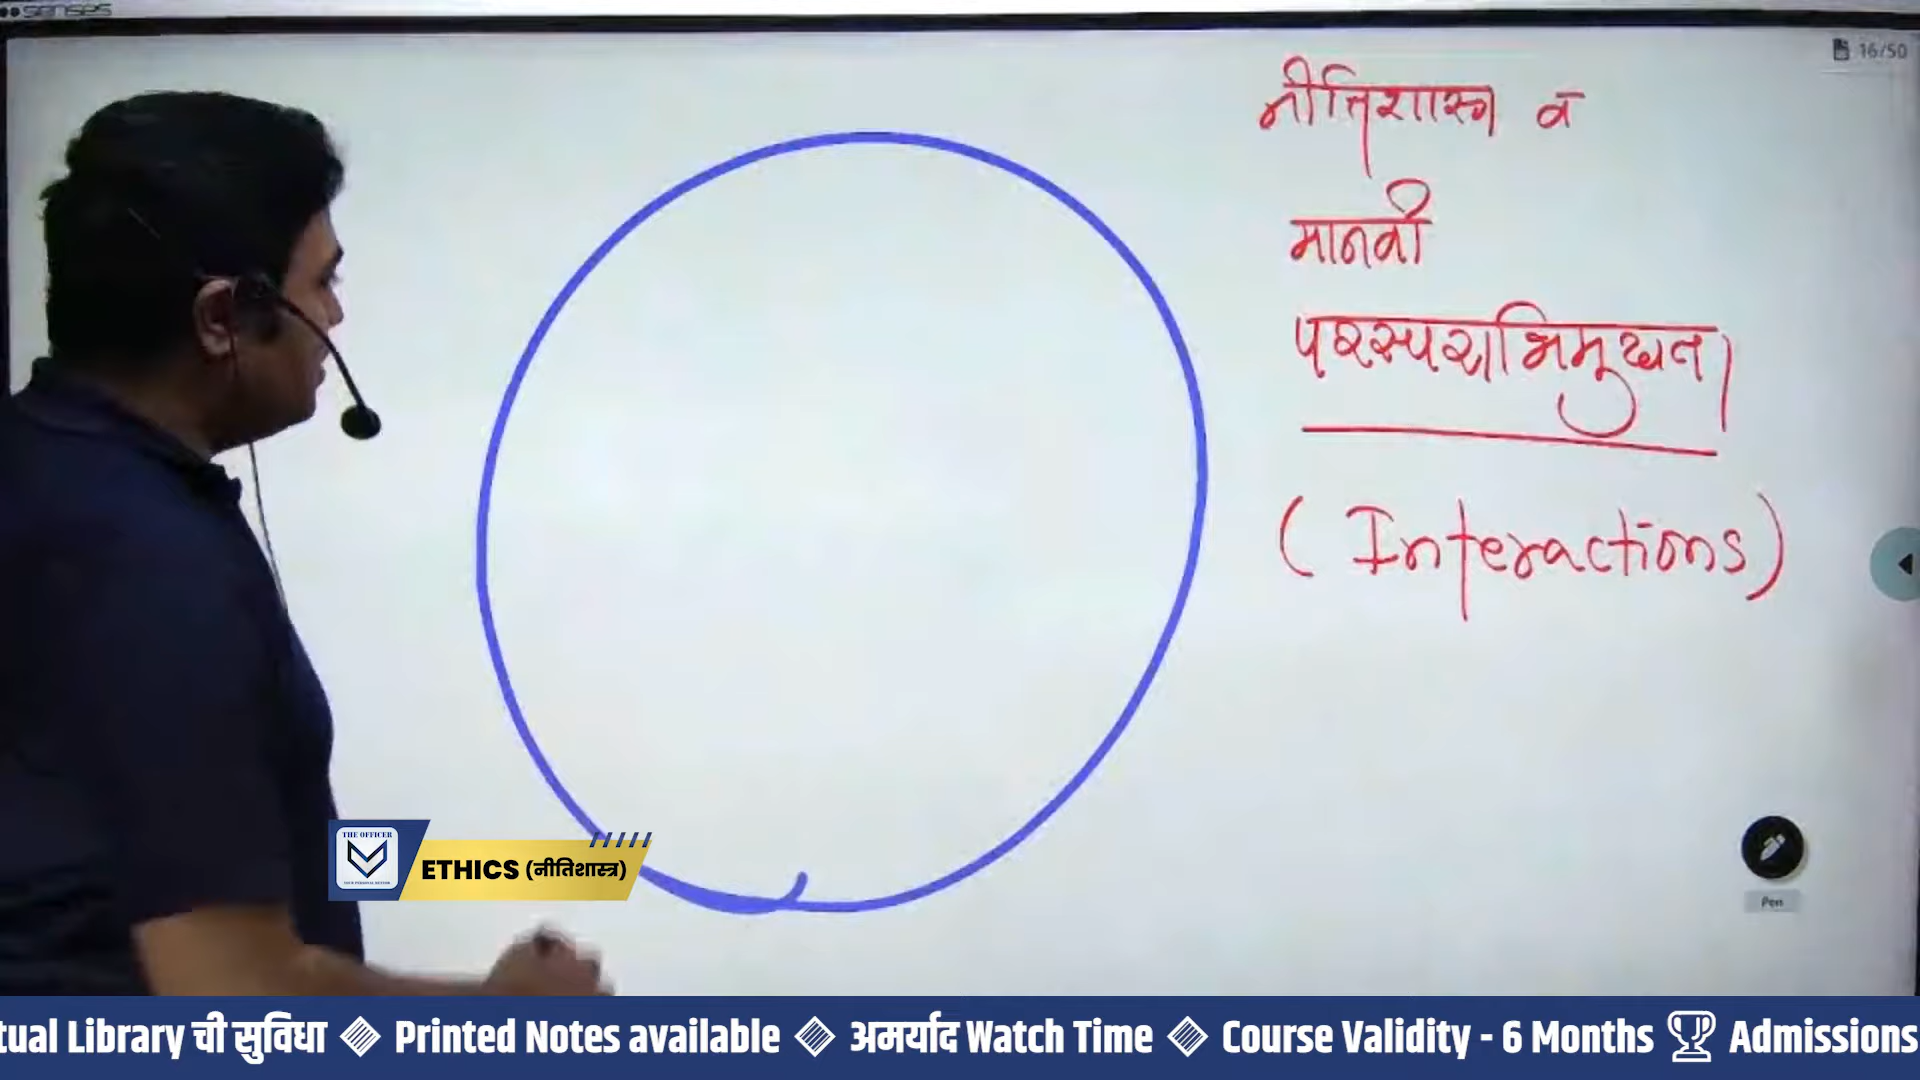 senses
16/50
नीतिशास्त्र व
मानवी
परस्पराभिमुखता
(Interactions)
THE OFFICER
ETHICS (नीतिशास्त्र)
Pen
tual Library ची सुविधा Printed Notes available अमर्याद Watch Time Course Validity - 6 Months Admissions